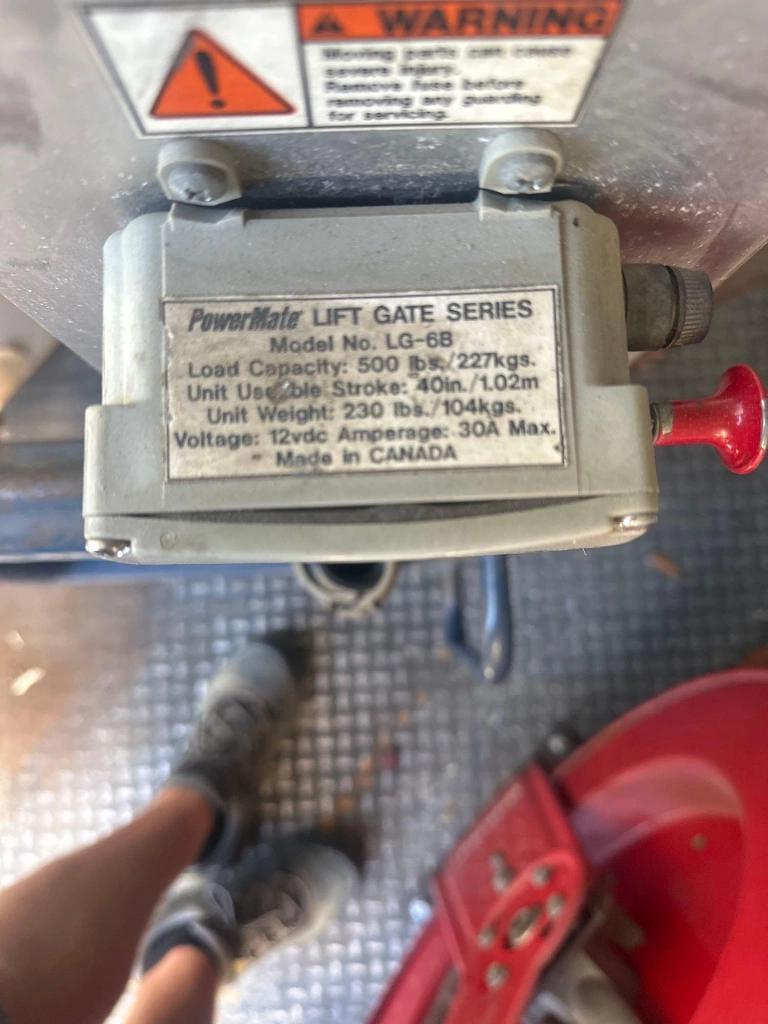 WARNING
Moving parts can cause
severe injury.
Remove fuse before
removing any guarding
for servicing.
PowerMate LIFT GATE SERIES
Model No. LG-6B
Load Capacity: 500 lbs./227kgs.
Unit Useable Stroke: 40in./1.02m
Unit Weight: 230 lbs./104kgs.
Voltage: 12vdc Amperage: 30A Max.
Made in CANADA